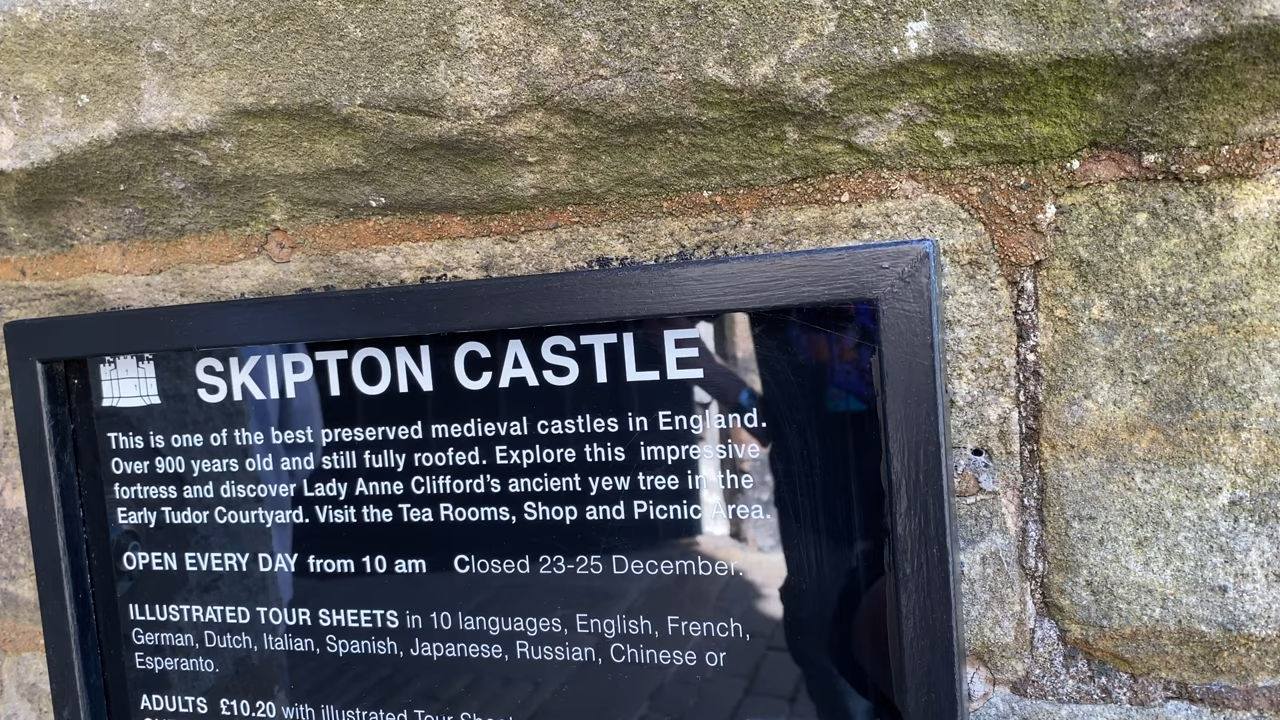 SKIPTON CASTLE
This is one of the best preserved medieval castles in England.
Over 900 years old and still fully roofed. Explore this impressive
fortress and discover Lady Anne Clifford's ancient yew tree in the
Early Tudor Courtyard. Visit the Tea Rooms, Shop and Picnic Area.
OPEN EVERY DAY from 10 am Closed 23-25 December.
ILLUSTRATED TOUR SHEETS in 10 languages, English, French,
German, Dutch, Italian, Spanish, Japanese, Russian, Chinese or
Esperanto.
ADULTS £10.20 with illustrated Tour